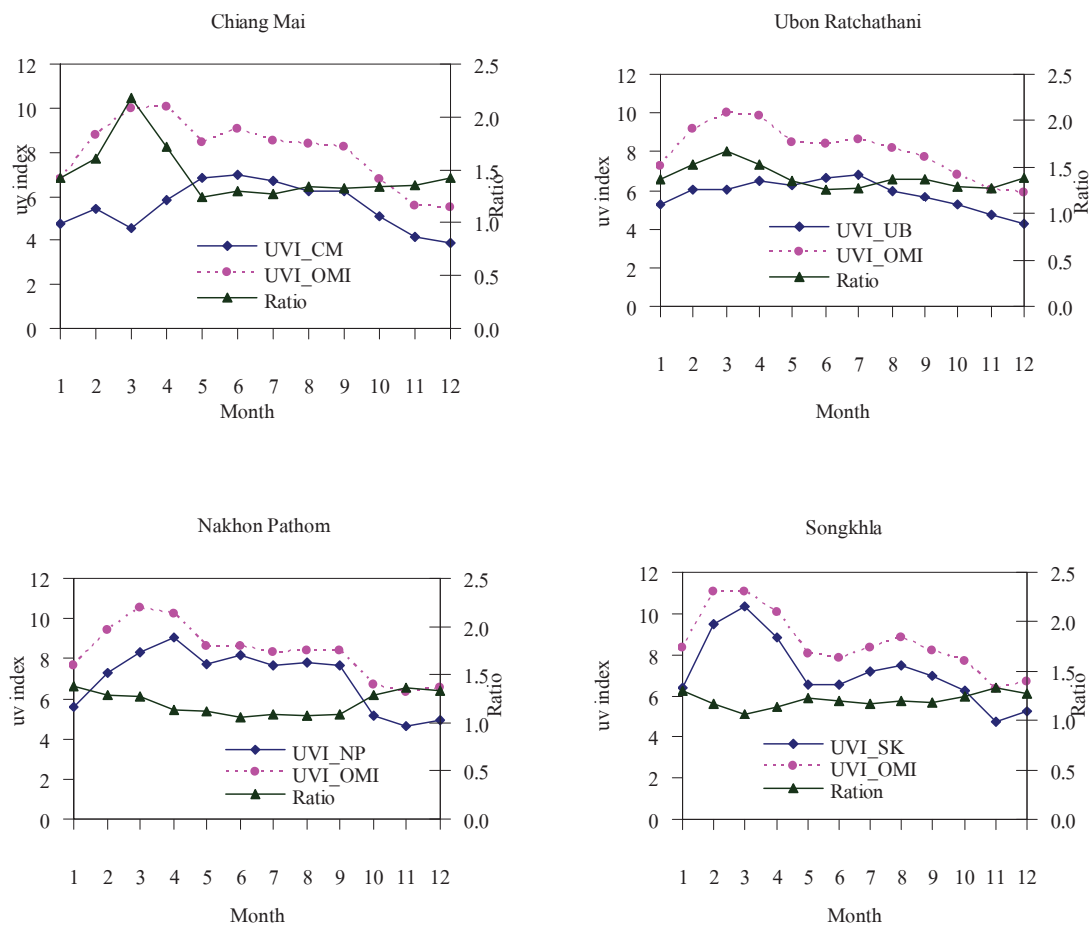 Chiang Mai
12
10
8
6
4
2
0
uv index
2.5
2.0
1.5
1.0
0.5
0.0
Ratio
UVI_CM
UVI_OMI
Ratio
1 2 3 4 5 6 7 8 9 10 11 12
Month
Ubon Ratchathani
12
10
8
6
4
2
0
uv index
2.5
2.0
1.5
1.0
0.5
0.0
Ratio
UVI_UB
UVI_OMI
Ratio
1 2 3 4 5 6 7 8 9 10 11 12
Month
Nakhon Pathom
12
10
8
6
4
2
0
uv index
2.5
2.0
1.5
1.0
0.5
0.0
Ratio
UVI_NP
UVI_OMI
Ratio
1 2 3 4 5 6 7 8 9 10 11 12
Month
Songkhla
12
10
8
6
4
2
0
uv index
2.5
2.0
1.5
1.0
0.5
0.0
Ratio
UVI_SK
UVI_OMI
Ration
1 2 3 4 5 6 7 8 9 10 11 12
Month